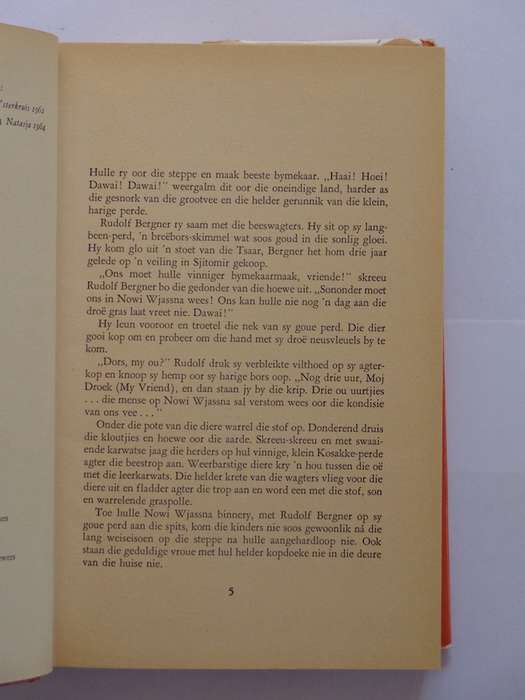 :
'sterkruis 1962
Natasja 1964
Hulle ry oor die steppe en maak beeste bymekaar. „Haai! Hoei!
Dawai! Dawai!” weergalm dit oor die oneindige land, harder as
die gesnork van die grootvee en die helder gerunnik van die klein,
harige perde.
Rudolf Bergner ry saam met die beeswagters. Hy sit op sy lang-
been-perd, 'n breëbors-skimmel wat soos goud in die sonlig gloei.
Hy kom glo uit 'n stoet van die Tsaar, Bergner het hom drie jaar
gelede op 'n veiling in Sjitomir gekoop.
„Ons moet hulle vinniger bymekaarmaak, vriende!” skreeu
Rudolf Bergner bo die gedonder van die hoewe uit. „Sononder moet
ons in Nowi Wjassna wees! Ons kan hulle nie nog 'n dag aan die
droë gras laat vreet nie. Dawai!”
Hy leun vooroor en troetel die nek van sy goue perd. Die dier
gooi kop om en probeer om die hand met sy droë neusvleuels by te
kom.
„Dors, my ou?” Rudolf druk sy verbleikte vilthoed op sy agter-
kop en knoop sy hemp oor sy harige bors oop. „Nog drie uur, Moj
Droek (My Vriend), en dan staan jy by die krip. Drie ou uurtjies
. . . die mense op Nowi Wjassna sal verstom wees oor die kondisie
van ons vee . . .”
Onder die pote van die diere warrel die stof op. Donderend druis
die kloutjies en hoewe oor die aarde. Skreeu-skreeu en met swaai-
ende karwatse jaag die herders op hul vinnige, klein Kosakke-perde
agter die beestrop aan. Weerbarstige diere kry 'n hou tussen die oë
met die leerkarwats. Die helder krete van die wagters vlieg voor die
diere uit en fladder agter die trop aan en word een met die stof, son
en warrelende graspolle.
Toe hulle Nowi Wjassna binnery, met Rudolf Bergner op sy
goue perd aan die spits, kom die kinders nie soos gewoonlik ná die
lang weiseisoen op die steppe na hulle aangehardloop nie. Ook
staan die geduldige vroue met hul helder kopdoeke nie in die deure
van die huise nie.
5